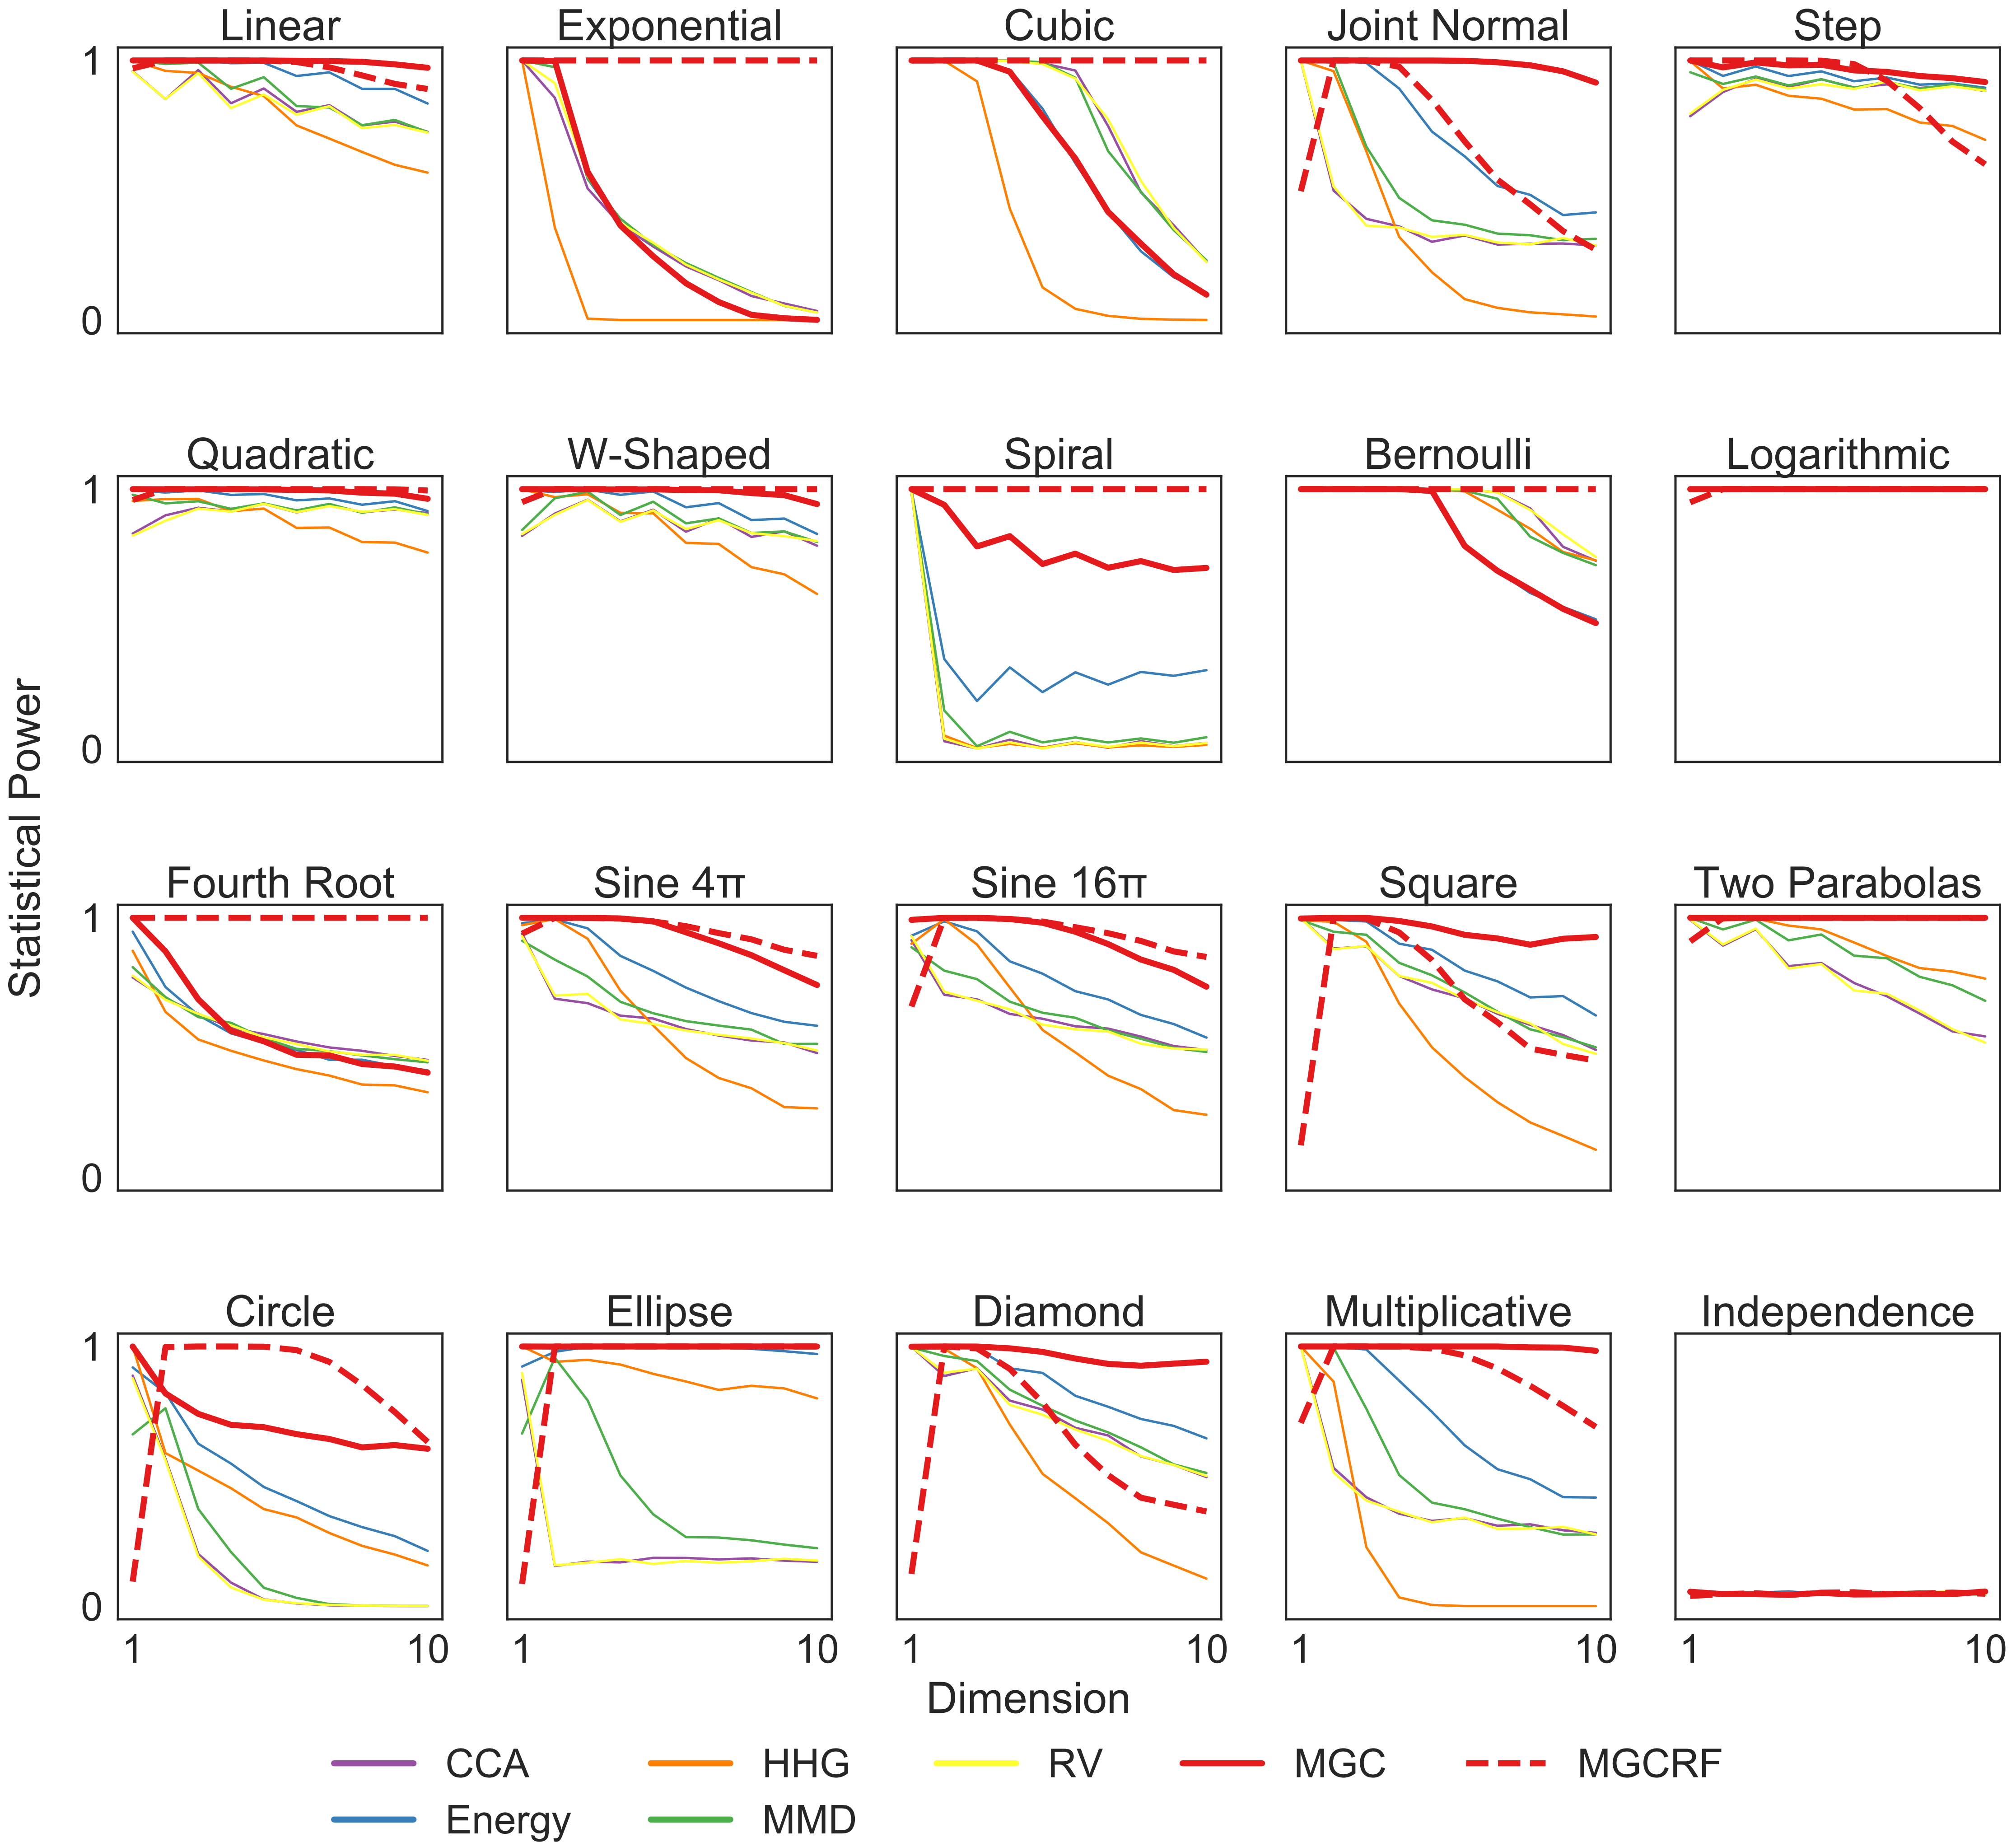 Linear Exponential Cubic Joint Normal Step
1
0
Quadratic W-Shaped Spiral Bernoulli Logarithmic
1
0
Statistical Power
Fourth Root Sine 4π Sine 16π Square Two Parabolas
1
0
Circle Ellipse Diamond Multiplicative Independence
1
0
1 10 1 10 1 10 1 10 1 10
Dimension
CCA HHG RV MGC MGCRF
Energy MMD